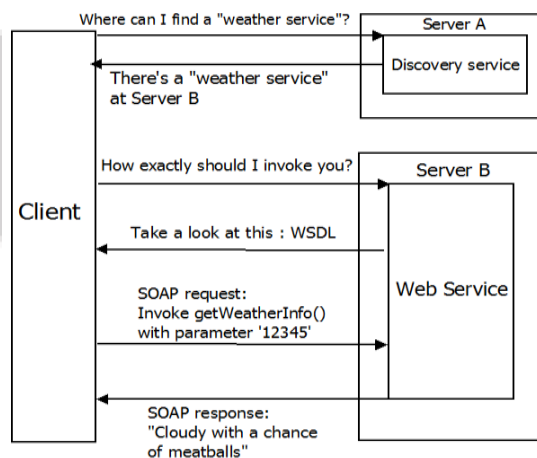 Where can I find a "weather service"?
Server A
Discovery service
There's a "weather service"
at Server B
How exactly should I invoke you?
Server B
Client
Take a look at this : WSDL
Web Service
SOAP request:
Invoke getWeatherInfo()
with parameter '12345'
SOAP response:
"Cloudy with a chance
of meatballs"